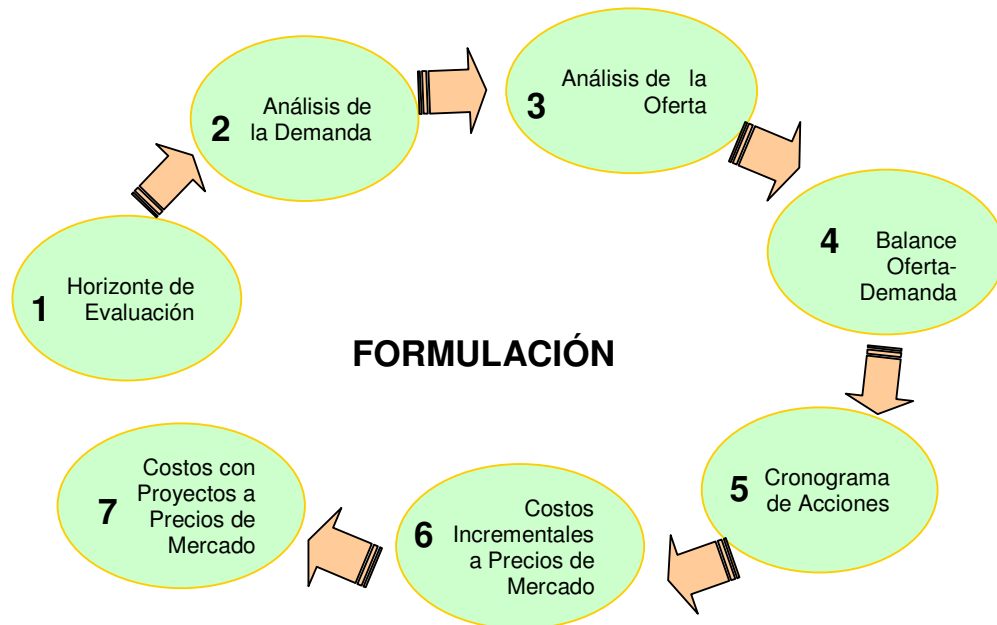 1
Horizonte de
Evaluación
2
Análisis de
la Demanda
3
Análisis de la
Oferta
4
Balance
Oferta-
Demanda
FORMULACIÓN
5
Cronograma
de Acciones
6
Costos
Incrementales
a Precios de
Mercado
7
Costos con
Proyectos a
Precios de
Mercado